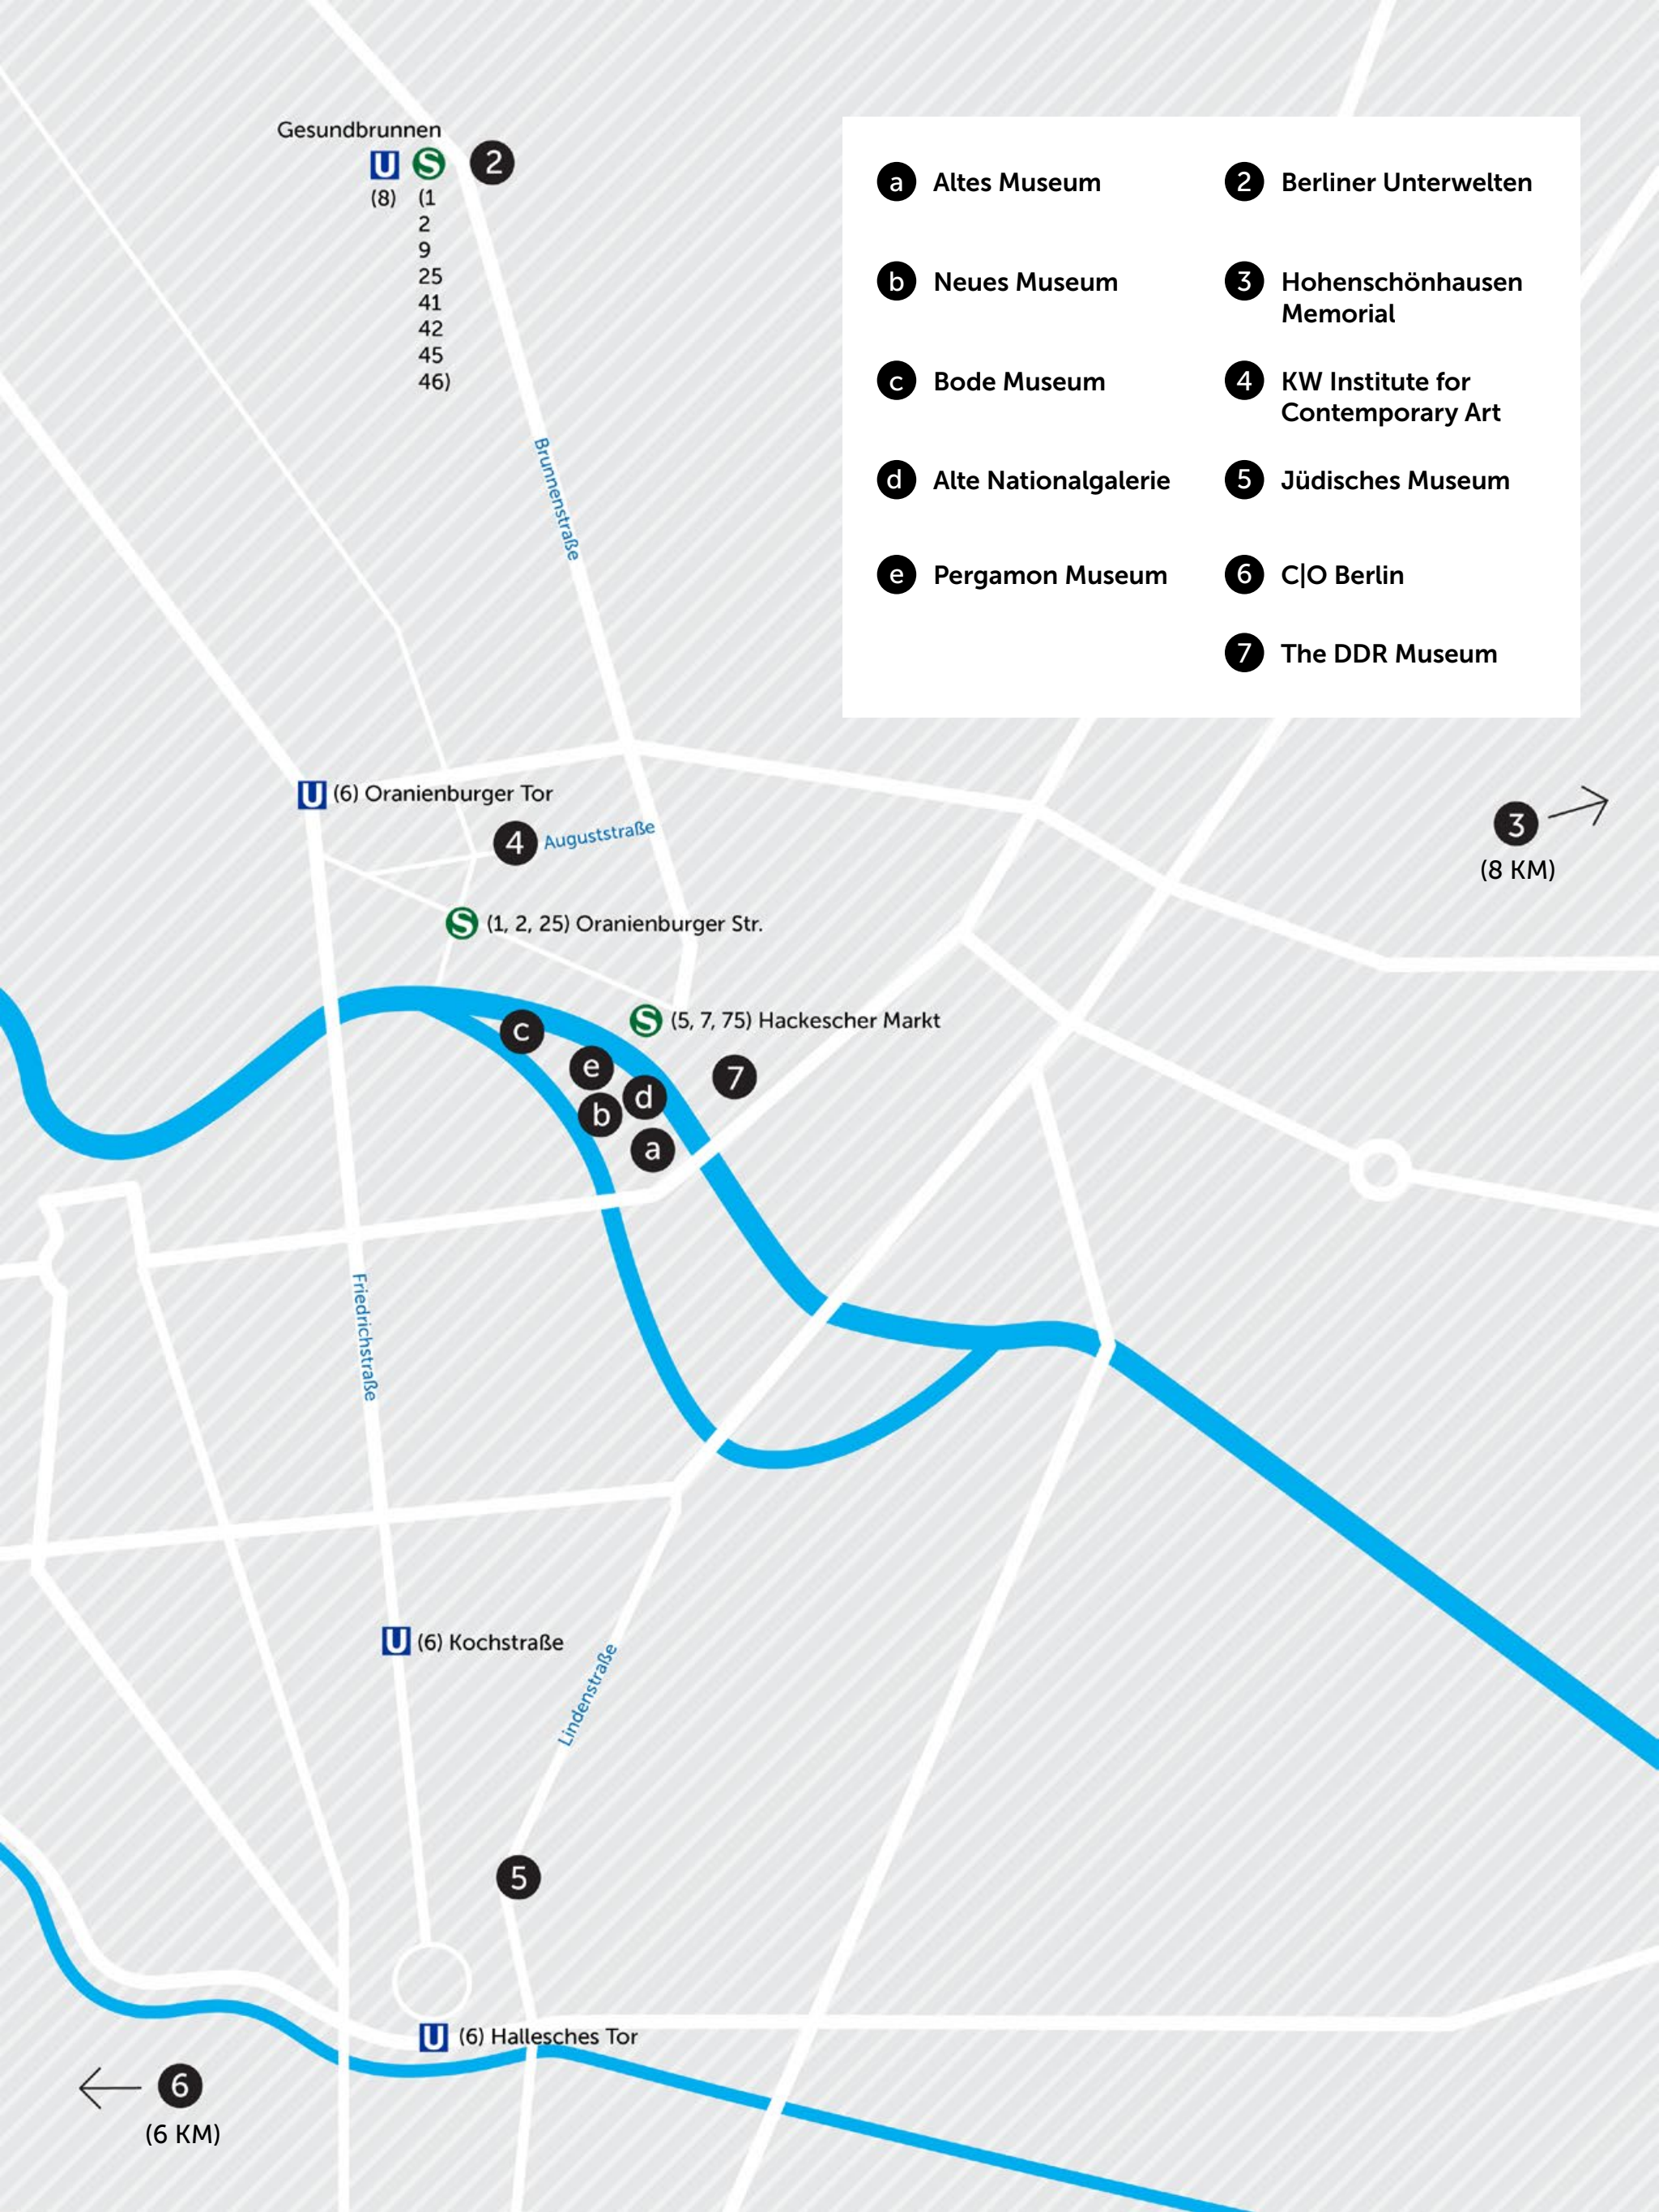 Gesundbrunnen
U S 2
(8) (1
2
9
25
41
42
45
46)
a Altes Museum
b Neues Museum
c Bode Museum
d Alte Nationalgalerie
e Pergamon Museum
2 Berliner Unterwelten
3 Hohenschönhausen
Memorial
4 KW Institute for
Contemporary Art
5 Jüdisches Museum
6 C|O Berlin
7 The DDR Museum
Brunnenstraße
U (6) Oranienburger Tor
3
(8 KM)
4 Auguststraße
S (1, 2, 25) Oranienburger Str.
S (5, 7, 75) Hackescher Markt
c
e
7
d
b
a
Friedrichstraße
U (6) Kochstraße
Lindenstraße
5
U (6) Hallesches Tor
6
(6 KM)